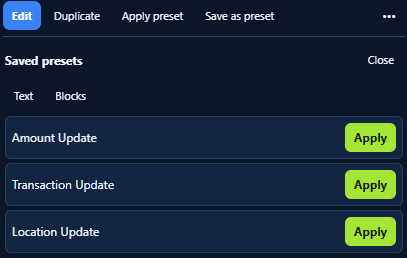 Edit Duplicate Apply preset Save as preset •••
Saved presets Close
Text Blocks
Amount Update Apply
Transaction Update Apply
Location Update Apply